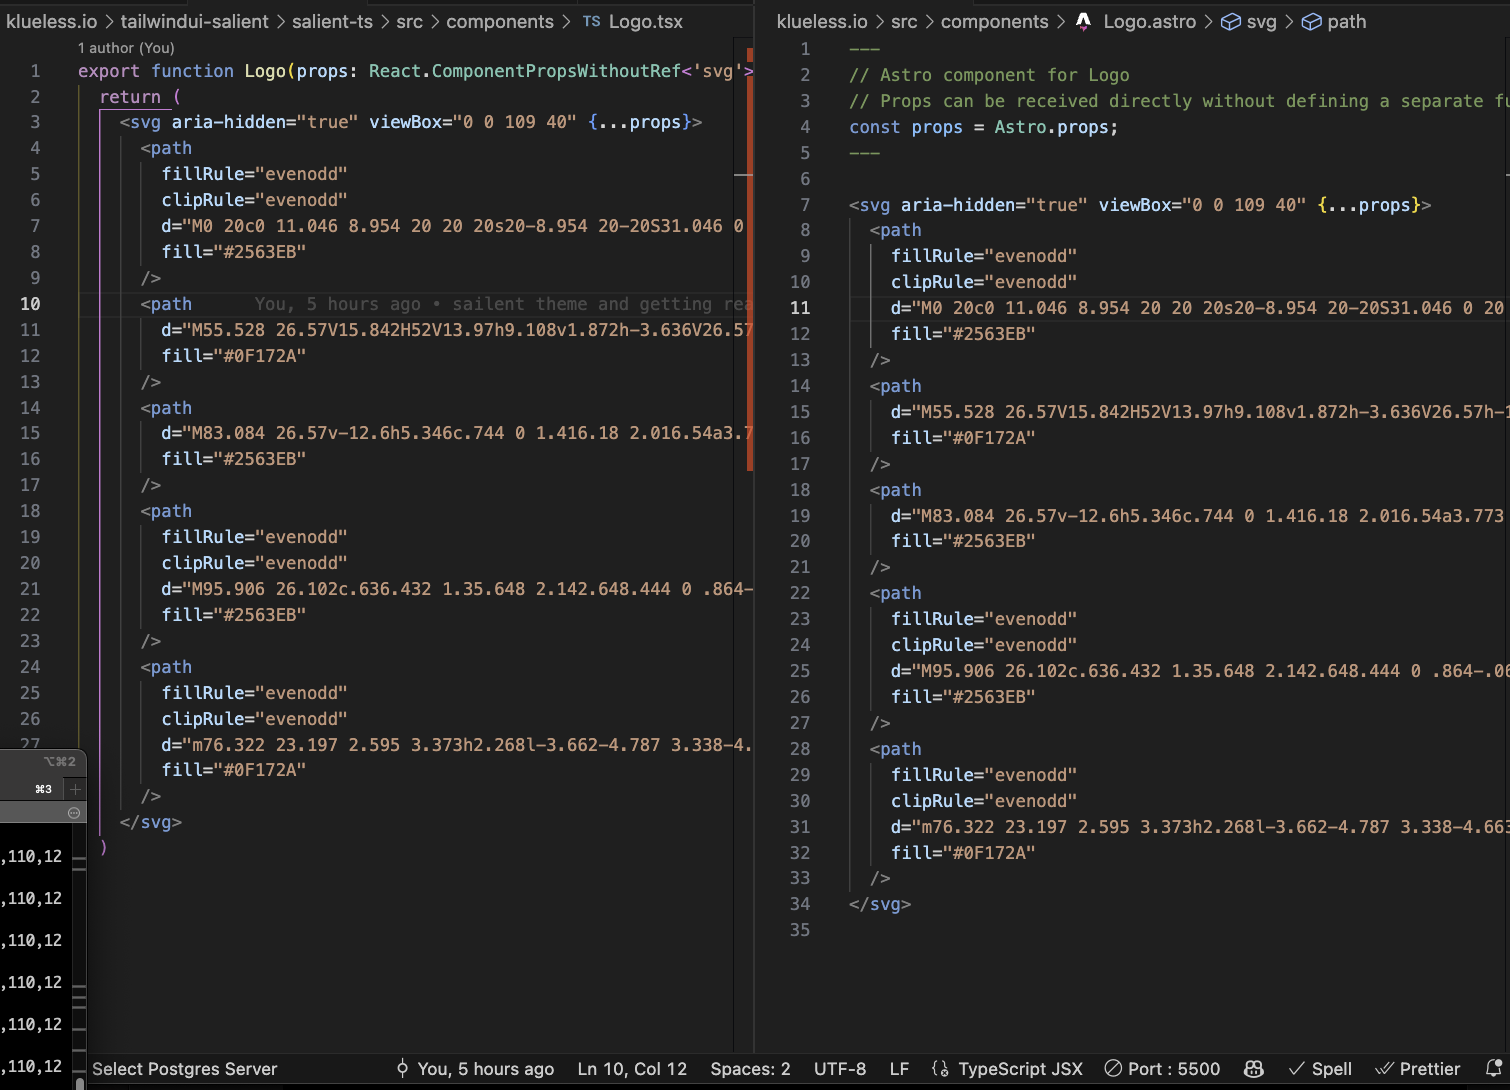 klueless.io > tailwindui-salient > salient-ts > src > components > TS Logo.tsx
1 author (You)
1 export function Logo(props: React.ComponentPropsWithoutRef<'svg'>
2 return (
3 <svg aria-hidden="true" viewBox="0 0 109 40" {...props}>
4 <path
5 fillRule="evenodd"
6 clipRule="evenodd"
7 d="M0 20c0 11.046 8.954 20 20 20s20-8.954 20-20S31.046 0
8 fill="#2563EB"
9 />
10 <path You, 5 hours ago • sailent theme and getting rea
11 d="M55.528 26.57V15.842H52V13.97h9.108v1.872h-3.636V26.57
12 fill="#0F172A"
13 />
14 <path
15 d="M83.084 26.57v-12.6h5.346c.744 0 1.416.18 2.016.54a3.7
16 fill="#2563EB"
17 />
18 <path
19 fillRule="evenodd"
20 clipRule="evenodd"
21 d="M95.906 26.102c.636.432 1.35.648 2.142.648.444 0 .864-
22 fill="#2563EB"
23 />
24 <path
25 fillRule="evenodd"
26 clipRule="evenodd"
27 d="m76.322 23.197 2.595 3.373h2.268l-3.662-4.787 3.338-4.
fill="#0F172A"
/>
</svg>
)
⌥⌘2
⌘3 +
,110,12
,110,12
,110,12
,110,12
,110,12
,110,12
klueless.io > src > components > Logo.astro > svg > path
1 ---
2 // Astro component for Logo
3 // Props can be received directly without defining a separate fu
4 const props = Astro.props;
5 ---
6
7 <svg aria-hidden="true" viewBox="0 0 109 40" {...props}>
8 <path
9 fillRule="evenodd"
10 clipRule="evenodd"
11 d="M0 20c0 11.046 8.954 20 20 20s20-8.954 20-20S31.046 0 20
12 fill="#2563EB"
13 />
14 <path
15 d="M55.528 26.57V15.842H52V13.97h9.108v1.872h-3.636V26.57h-1
16 fill="#0F172A"
17 />
18 <path
19 d="M83.084 26.57v-12.6h5.346c.744 0 1.416.18 2.016.54a3.773
20 fill="#2563EB"
21 />
22 <path
23 fillRule="evenodd"
24 clipRule="evenodd"
25 d="M95.906 26.102c.636.432 1.35.648 2.142.648.444 0 .864-.06
26 fill="#2563EB"
27 />
28 <path
29 fillRule="evenodd"
30 clipRule="evenodd"
31 d="m76.322 23.197 2.595 3.373h2.268l-3.662-4.787 3.338-4.663
32 fill="#0F172A"
33 />
34 </svg>
35
Select Postgres Server You, 5 hours ago Ln 10, Col 12 Spaces: 2 UTF-8 LF TypeScript JSX Port : 5500 Spell Prettier